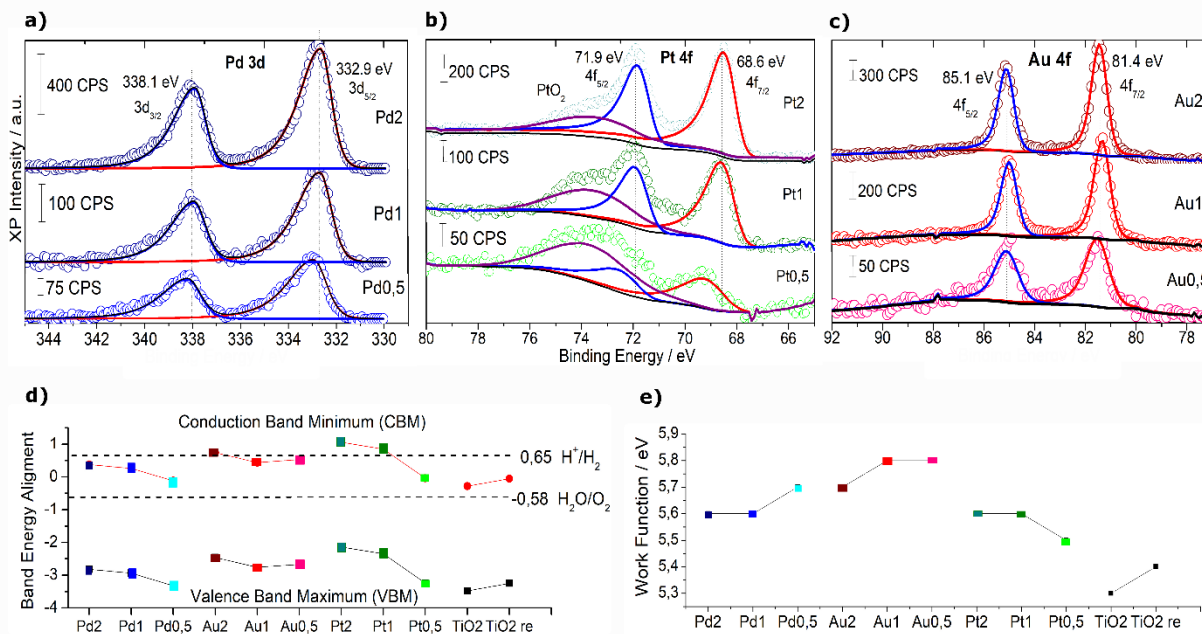 a)
Pd 3d
400 CPS
338.1 eV
3d3/2
332.9 eV
3d5/2
Pd2
100 CPS
Pd1
75 CPS
Pd0,5
344 342 340 338 336 334 332 330
XP Intensity / a.u.
b)
200 CPS
71.9 eV
4f5/2
Pt 4f
68.6 eV
4f7/2
PtO2
Pt2
100 CPS
Pt1
50 CPS
Pt0,5
80 78 76 74 72 70 68 66
Binding Energy / eV
c)
Au 4f
300 CPS
85.1 eV
4f5/2
81.4 eV
4f7/2
Au2
200 CPS
Au1
50 CPS
Au0,5
92 90 88 86 84 82 80 78
d)
Conduction Band Minimum (CBM)
0,65 H+/H2
-0,58 H2O/O2
Valence Band Maximum (VBM)
Band Energy Aligment
1
0
-1
-2
-3
-4
Pd2 Pd1 Pd0,5 Au2 Au1 Au0,5 Pt2 Pt1 Pt0,5 TiO2 TiO2 re
e)
Work Function / eV
5,9
5,8
5,7
5,6
5,5
5,4
5,3
Pd2 Pd1 Pd0,5 Au2 Au1 Au0,5 Pt2 Pt1 Pt0,5 TiO2 TiO2 re